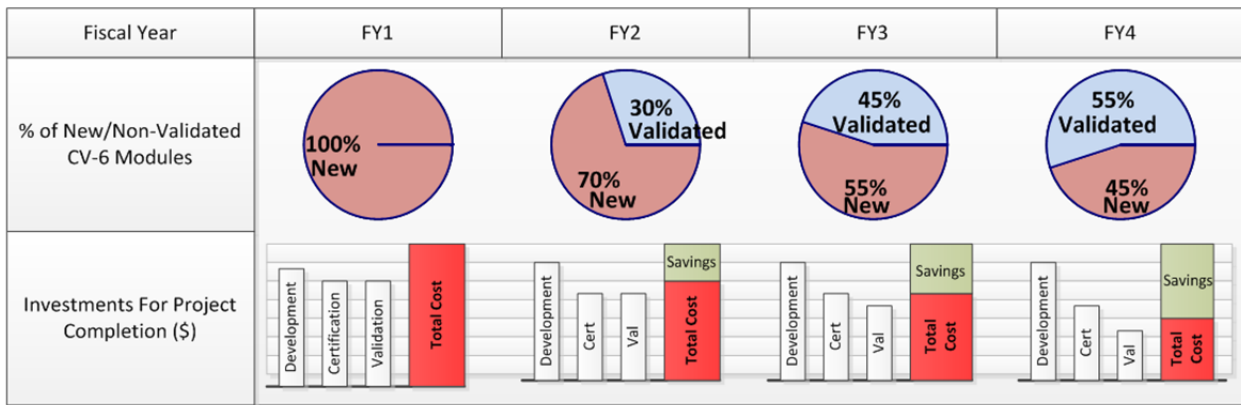 Fiscal Year
FY1
FY2
FY3
FY4
% of New/Non-Validated
CV-6 Modules
100%
New
30%
Validated
70%
New
45%
Validated
55%
New
55%
Validated
45%
New
Investments For Project
Completion ($)
Development
Certification
Validation
Total Cost
Development
Cert
Val
Savings
Total Cost
Development
Cert
Val
Savings
Total
Cost
Development
Cert
Val
Savings
Total
Cost